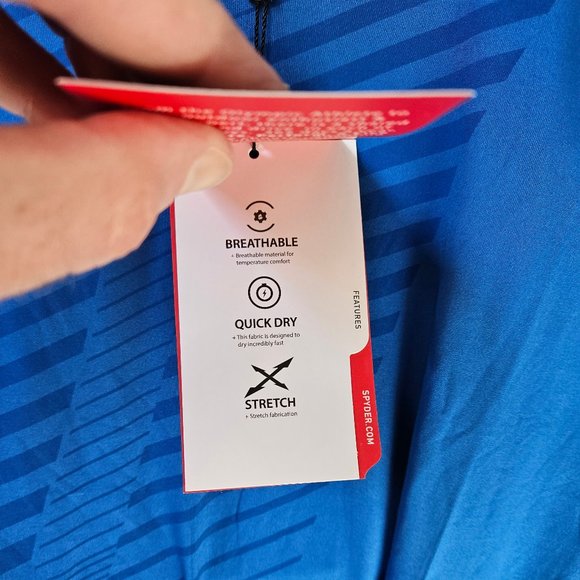 BREATHABLE
+ Breathable material for
temperature comfort
QUICK DRY
+ This fabric is designed to
dry incredibly fast
STRETCH
+ Stretch fabrication
FEATURES
SPYDER.COM